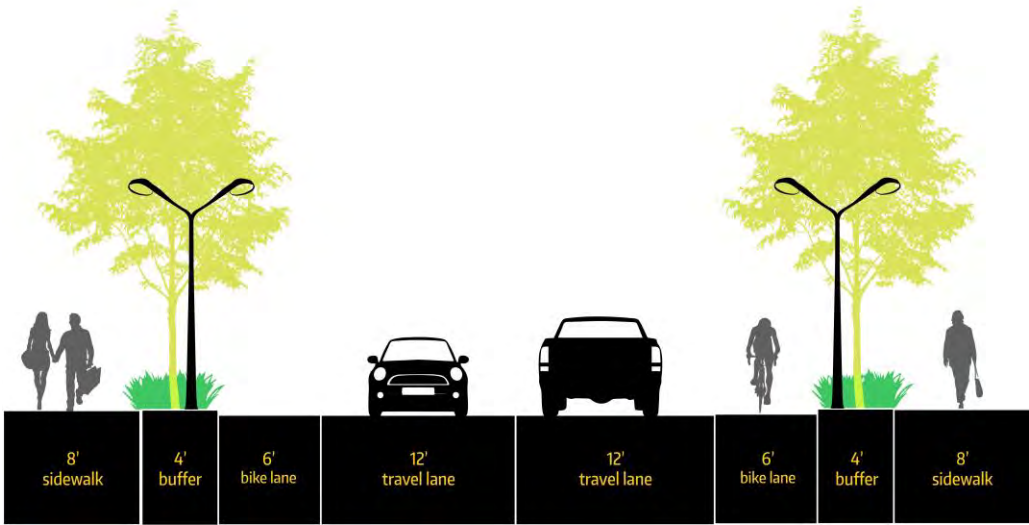 8'
sidewalk
4'
buffer
6'
bike lane
12'
travel lane
12'
travel lane
6'
bike lane
4'
buffer
8'
sidewalk